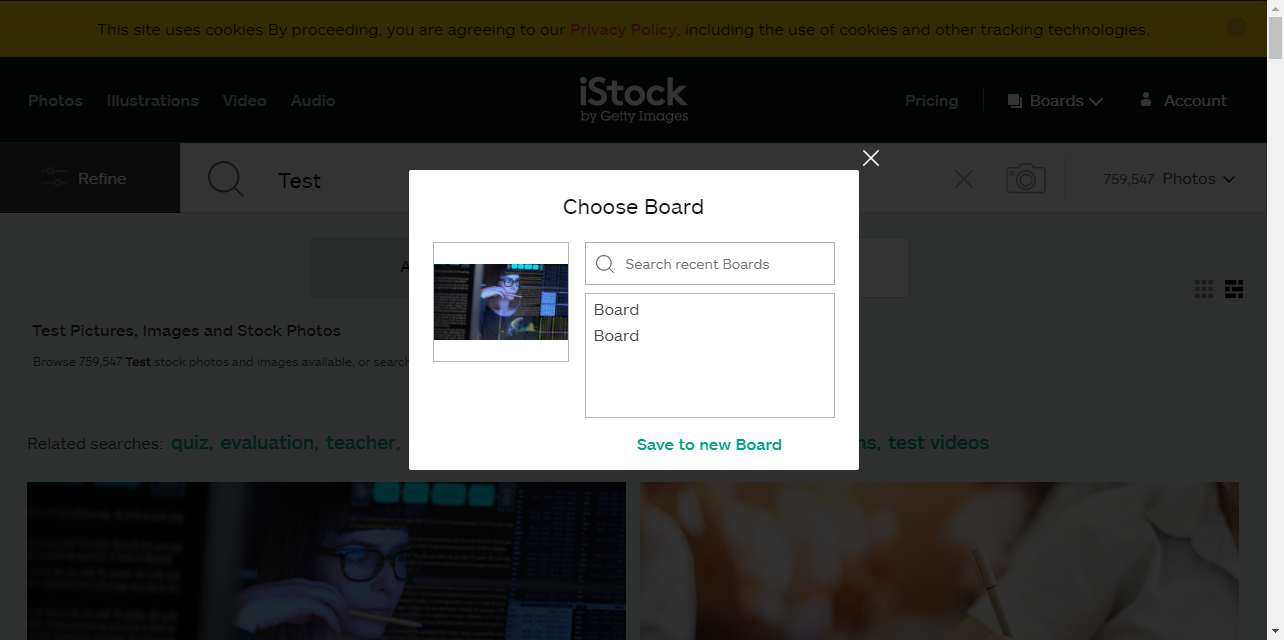 This site uses cookies By proceeding, you are agreeing to our Privacy Policy, including the use of cookies and other tracking technologies.
Photos Illustrations Video Audio
iStock
by Getty Images
Pricing Boards Account
Refine
Test
759,547 Photos
Choose Board
Search recent Boards
Board
Board
Save to new Board
Test Pictures, Images and Stock Photos
Browse 759,547 Test stock photos and images available, or
Related searches: quiz, evaluation, teacher, test videos